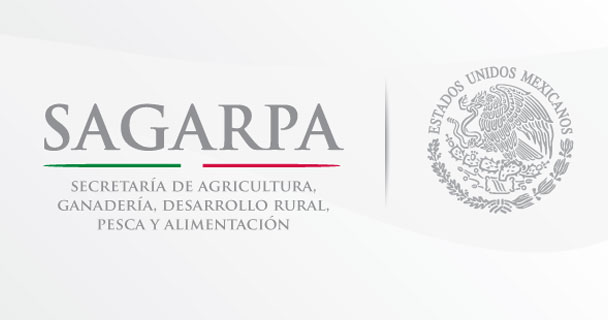 SAGARPA
SECRETARÍA DE AGRICULTURA,
GANADERÍA, DESARROLLO RURAL,
PESCA Y ALIMENTACIÓN
ESTADOS UNIDOS MEXICANOS